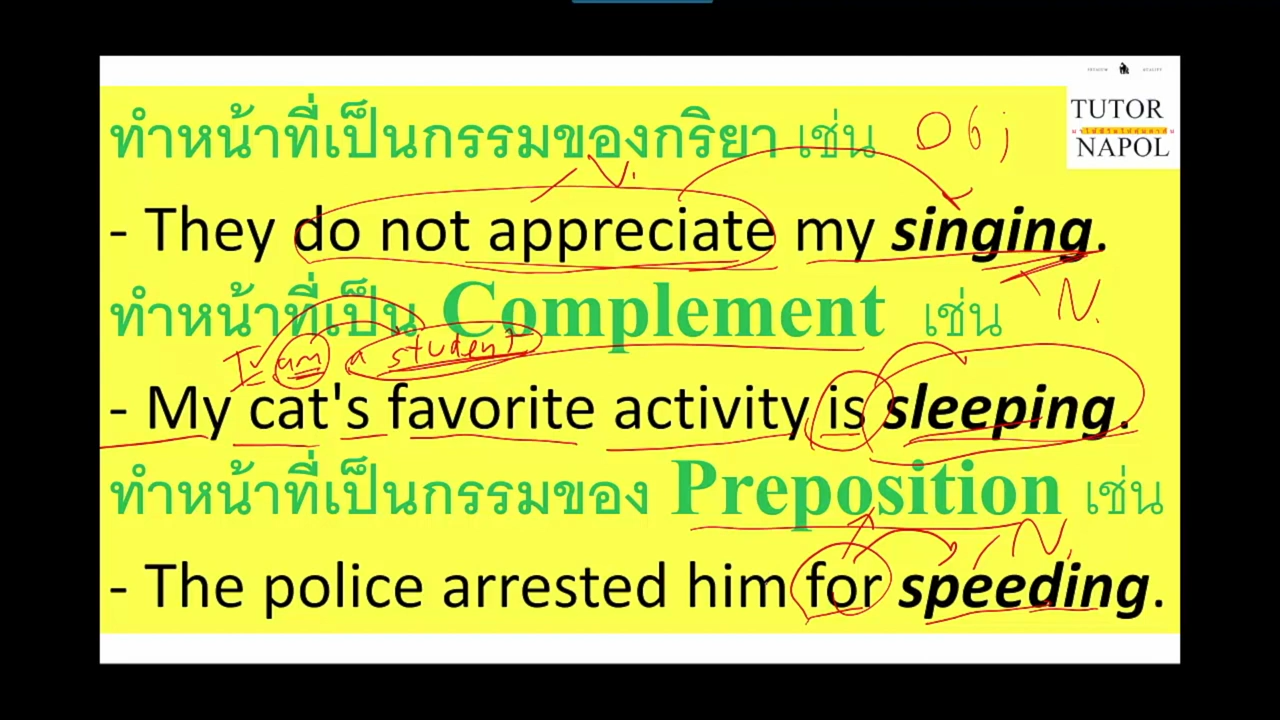 TUTOR
NAPOL
ทำหน้าที่เป็นกรรมของกริยา เช่น Obj
N.
- They do not appreciate my singing.
N.
ทำหน้าที่เป็น Complement เช่น
I am a student
- My cat's favorite activity is sleeping.
ทำหน้าที่เป็นกรรมของ Preposition เช่น
N.
- The police arrested him for speeding.